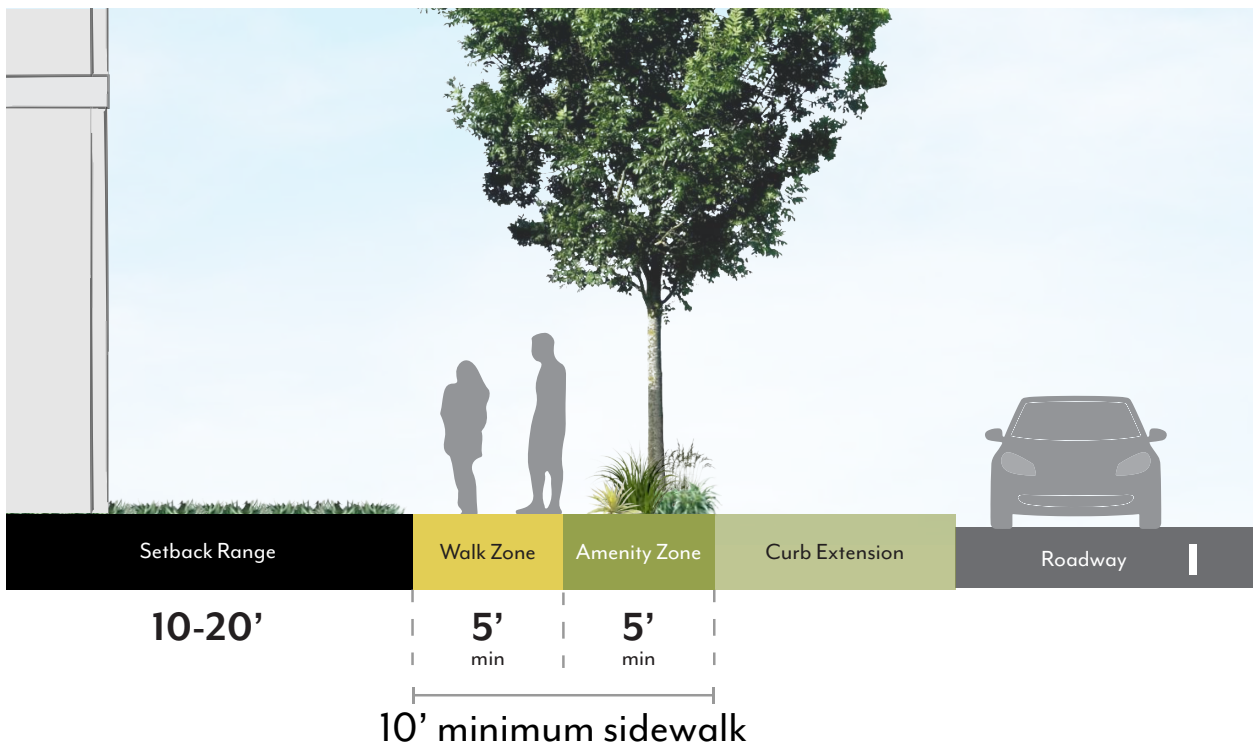 Setback Range
Walk Zone
Amenity Zone
Curb Extension
Roadway
10-20’
5’
min
5’
min
10’ minimum sidewalk